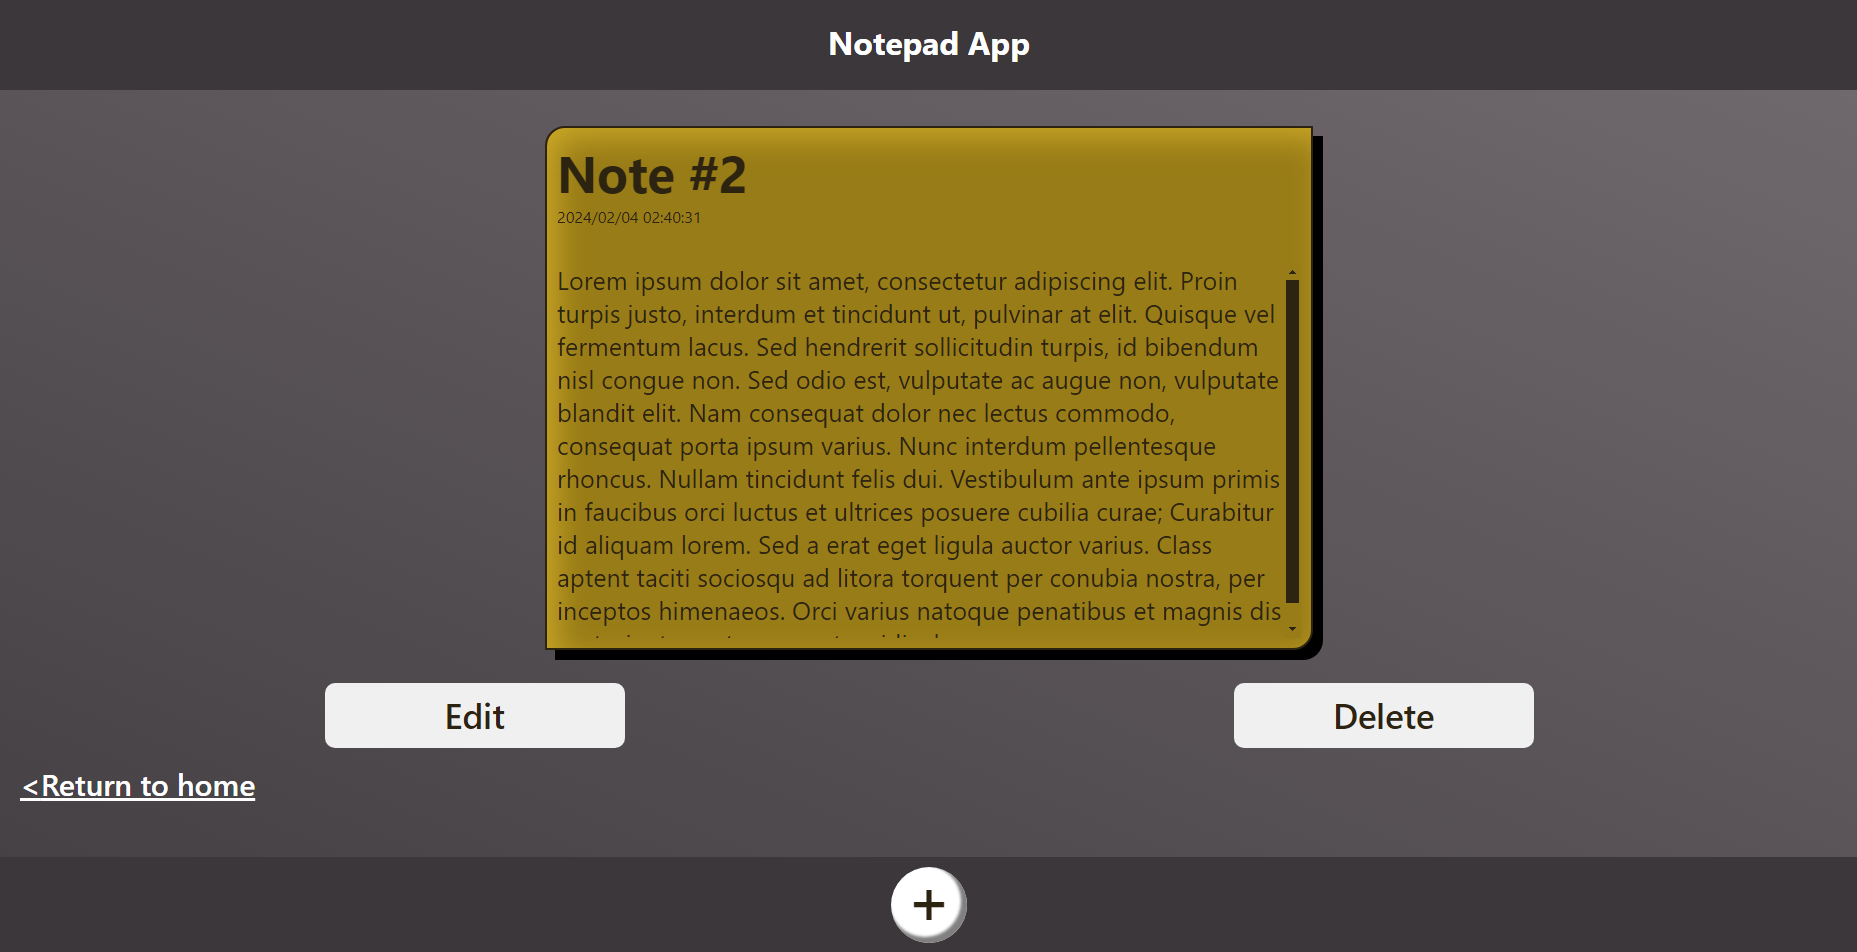 Notepad App
Note #2
2024/02/04 02:40:31
Lorem ipsum dolor sit amet, consectetur adipiscing elit. Proin
turpis justo, interdum et tincidunt ut, pulvinar at elit. Quisque vel
fermentum lacus. Sed hendrerit sollicitudin turpis, id bibendum
nisl congue non. Sed odio est, vulputate ac augue non, vulputate
blandit elit. Nam consequat dolor nec lectus commodo,
consequat porta ipsum varius. Nunc interdum pellentesque
rhoncus. Nullam tincidunt felis dui. Vestibulum ante ipsum primis
in faucibus orci luctus et ultrices posuere cubilia curae; Curabitur
id aliquam lorem. Sed a erat eget ligula auctor varius. Class
aptent taciti sociosqu ad litora torquent per conubia nostra, per
inceptos himenaeos. Orci varius natoque penatibus et magnis dis
Edit
Delete
<Return to home
+